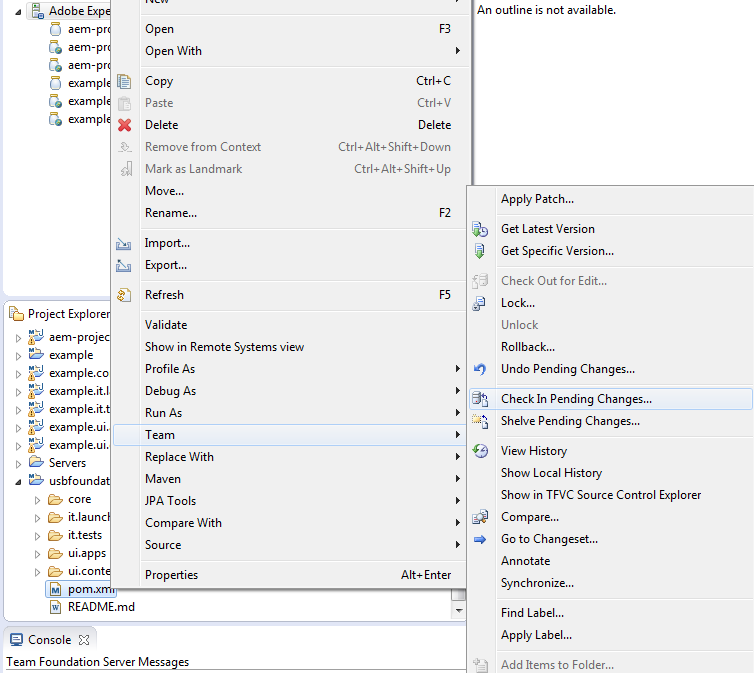 Adobe Expe
aem-pro
aem-pro
aem-pro
example
example
example
New
Open F3
Open With
Copy Ctrl+C
Paste Ctrl+V
Delete Delete
Remove from Context Ctrl+Alt+Shift+Down
Mark as Landmark Ctrl+Alt+Shift+Up
Move...
Rename... F2
Import...
Export...
Refresh F5
Validate
Show in Remote Systems view
Profile As
Debug As
Run As
Team
Replace With
Maven
JPA Tools
Compare With
Source
Properties Alt+Enter
An outline is not available.
Apply Patch...
Get Latest Version
Get Specific Version...
Check Out for Edit...
Lock...
Unlock
Rollback...
Undo Pending Changes...
Check In Pending Changes...
Shelve Pending Changes...
View History
Show Local History
Show in TFVC Source Control Explorer
Compare...
Go to Changeset...
Annotate
Synchronize...
Find Label...
Apply Label...
Add Items to Folder...
Project Explorer
aem-projec
example
example.co
example.it.l
example.it.t
example.ui.
example.ui.
Servers
usbfoundat
core
it.launch
it.tests
ui.apps
ui.conte
pom.xml
README.md
Console
Team Foundation Server Messages